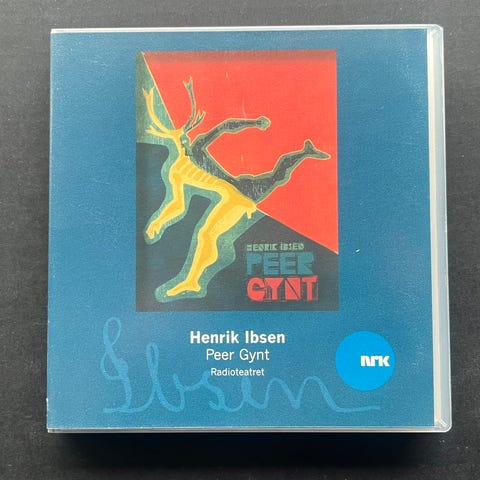 HENRIK IBSEN
PEER
GYNT
Henrik Ibsen
Peer Gynt
Radioteatret
nrk
Ibsen